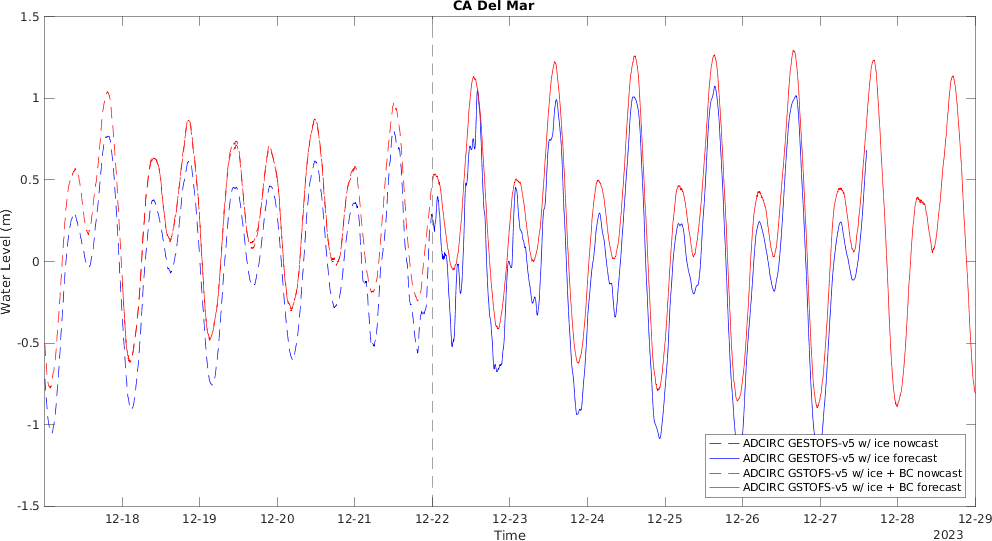 CA Del Mar
1.5
1
0.5
0
-0.5
-1
-1.5
Water Level (m)
12-18 12-19 12-20 12-21 12-22 12-23 12-24 12-25 12-26 12-27 12-28 12-29
Time
2023
ADCIRC GESTOFS-v5 w/ ice nowcast
ADCIRC GESTOFS-v5 w/ ice forecast
ADCIRC GSTOFS-v5 w/ ice + BC nowcast
ADCIRC GSTOFS-v5 w/ ice + BC forecast